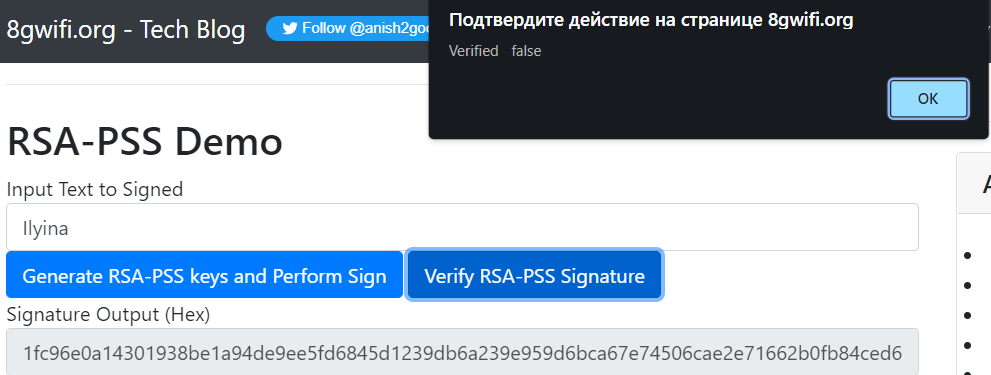 8gwifi.org - Tech Blog
Follow @anish2goo
Подтвердите действие на странице 8gwifi.org
Verified false
OK
RSA-PSS Demo
Input Text to Signed
Ilyina
Generate RSA-PSS keys and Perform Sign
Verify RSA-PSS Signature
Signature Output (Hex)
1fc96e0a14301938be1a94de9ee5fd6845d1239db6a239e959d6bca67e74506cae2e71662b0fb84ced6